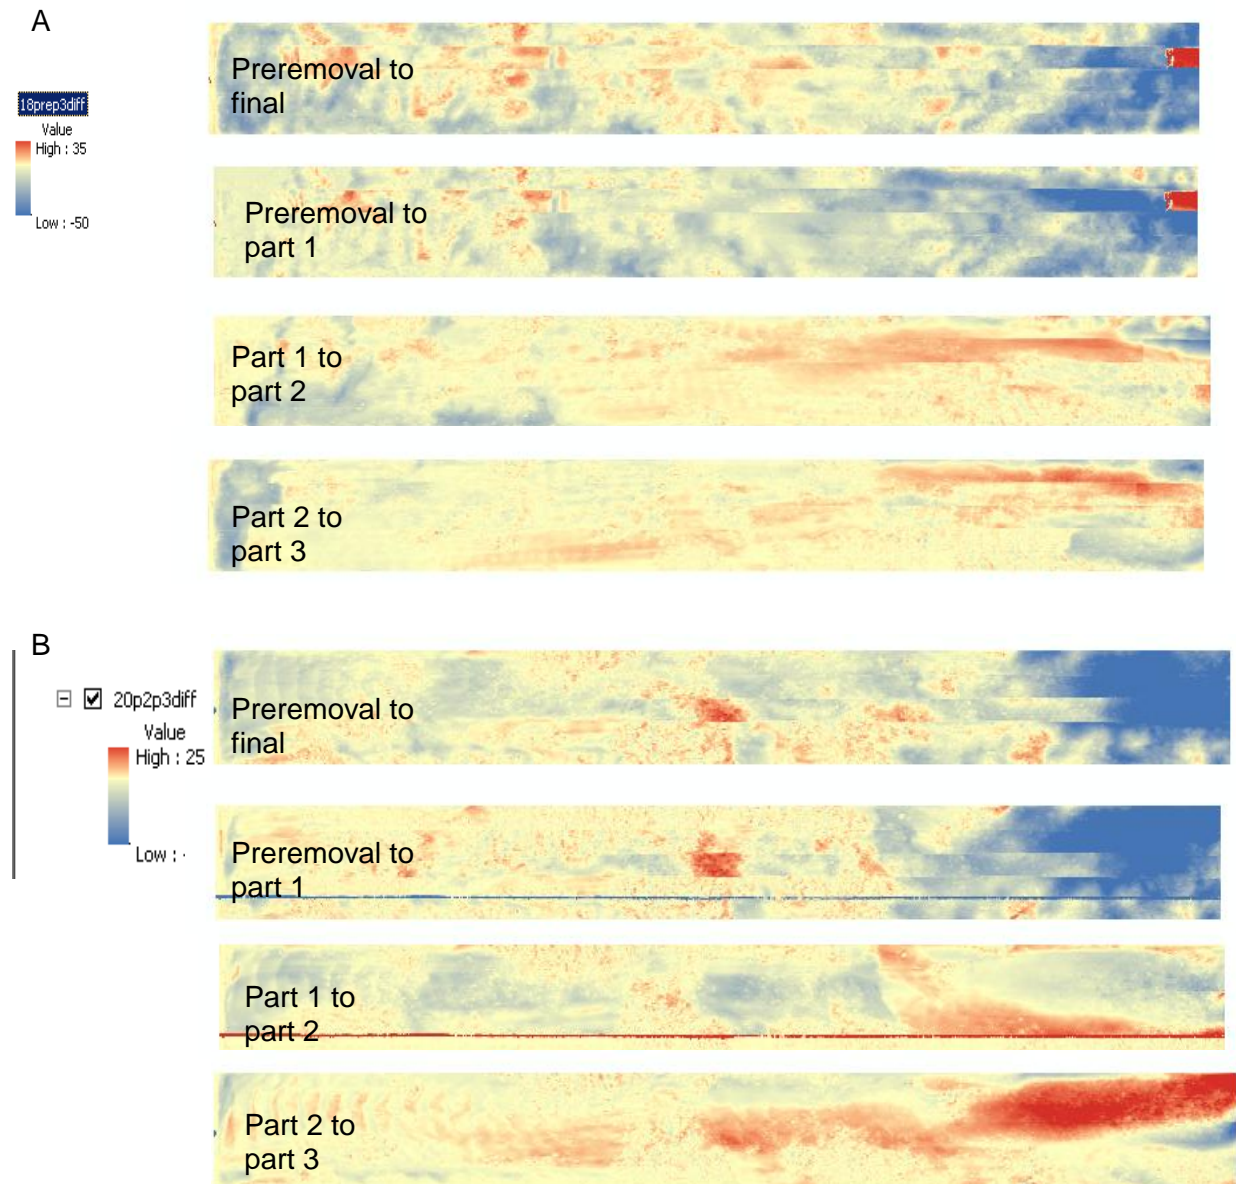 A
Preremoval to
final
18prep3diff
Value
High : 35
Low : -50
Preremoval to
part 1
Part 1 to
part 2
Part 2 to
part 3
B
Preremoval to
final
20p2p3diff
Value
High : 25
Low : -
Preremoval to
part 1
Part 1 to
part 2
Part 2 to
part 3